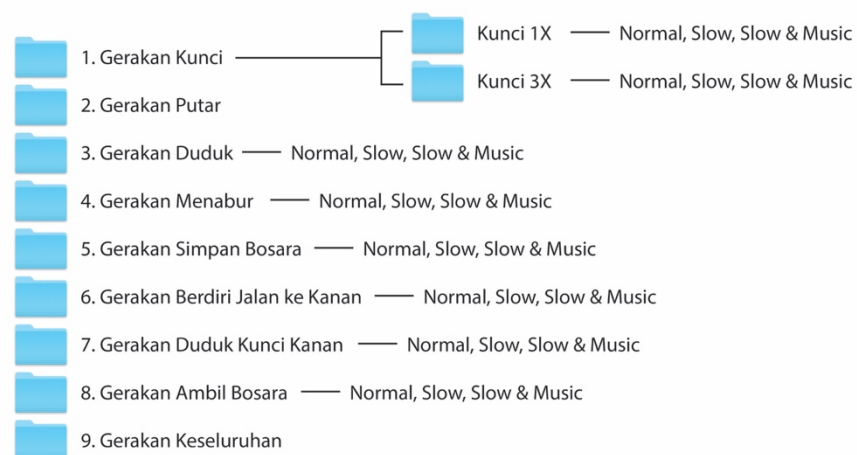 1. Gerakan Kunci
Kunci 1X Normal, Slow, Slow & Music
Kunci 3X Normal, Slow, Slow & Music
2. Gerakan Putar
3. Gerakan Duduk Normal, Slow, Slow & Music
4. Gerakan Menabur Normal, Slow, Slow & Music
5. Gerakan Simpan Bosara Normal, Slow, Slow & Music
6. Gerakan Berdiri Jalan ke Kanan Normal, Slow, Slow & Music
7. Gerakan Duduk Kunci Kanan Normal, Slow, Slow & Music
8. Gerakan Ambil Bosara Normal, Slow, Slow & Music
9. Gerakan Keseluruhan